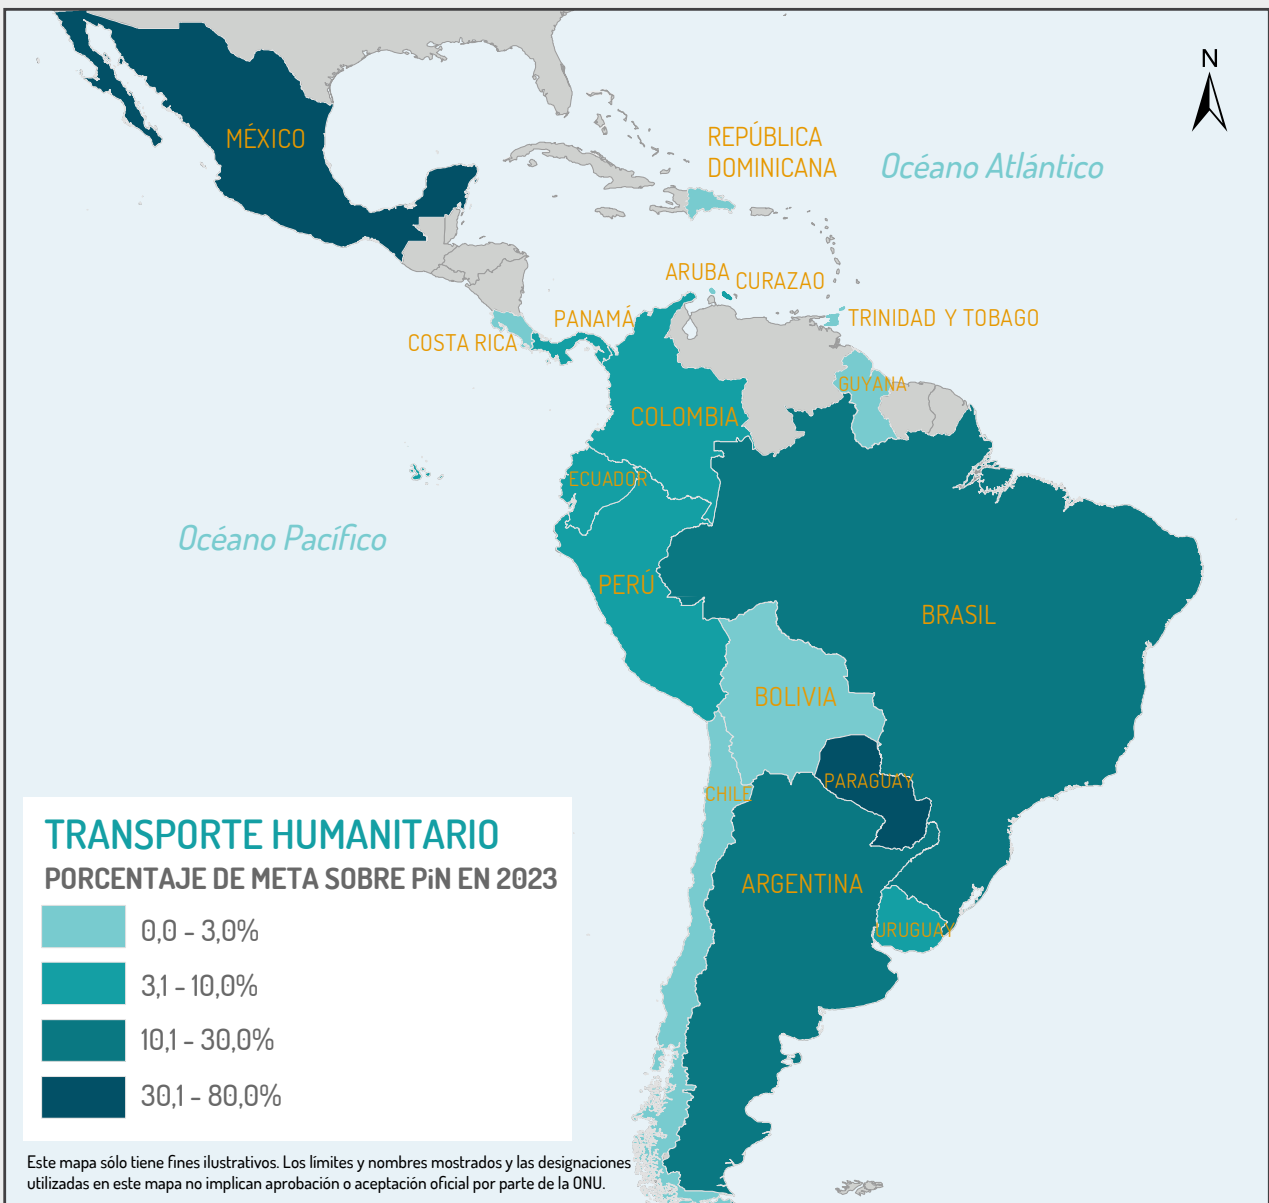 N
MÉXICO
REPÚBLICA
DOMINICANA
Océano Atlántico
ARUBA
CURAZAO
PANAMÁ
TRINIDAD Y TOBAGO
COSTA RICA
GUYANA
COLOMBIA
ECUADOR
Océano Pacífico
PERÚ
BRASIL
BOLIVIA
PARAGUAY
CHILE
ARGENTINA
URUGUAY
TRANSPORTE HUMANITARIO
PORCENTAJE DE META SOBRE PiN EN 2023
0,0 - 3,0%
3,1 - 10,0%
10,1 - 30,0%
30,1 - 80,0%
Este mapa sólo tiene fines ilustrativos. Los límites y nombres mostrados y las designaciones
utilizadas en este mapa no implican aprobación o aceptación oficial por parte de la ONU.